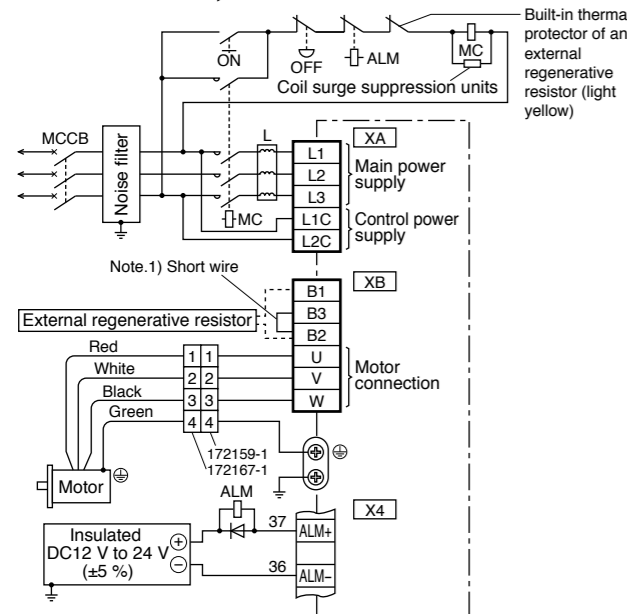 Built-in therma
protector of an
external
regenerative
resistor (light
yellow)
ON
OFF
ALM
MC
Coil surge suppression units
MCCB
Noise filter
L
MC
XA
L1
L2
L3
L1C
L2C
Main power
supply
Control power
supply
Note.1) Short wire
XB
B1
B3
B2
U
V
W
External regenerative resistor
Motor
connection
Red
White
Black
Green
1 1
2 2
3 3
4 4
172159-1
172167-1
Motor
ALM
X4
Insulated
DC12 V to 24 V
(±5 %)
+
−
37
ALM+
36
ALM−